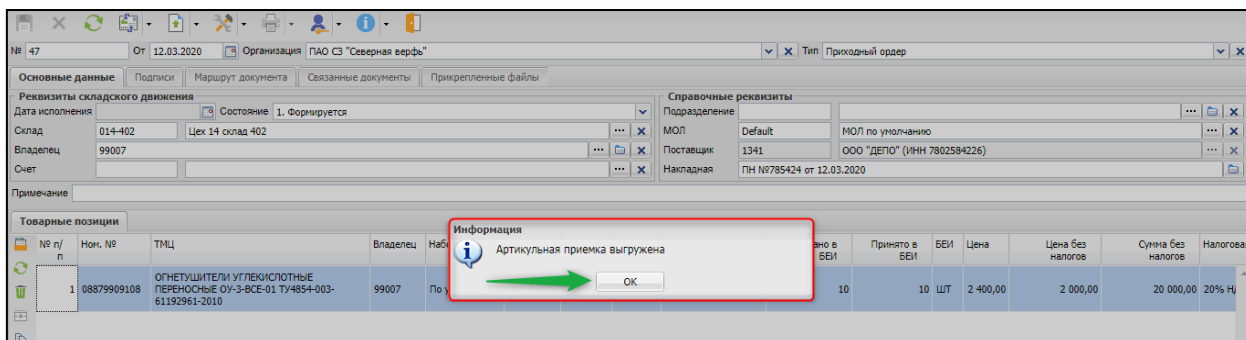 № 47 От 12.03.2020 Организация ПАО СЗ "Северная верфь" Тип Приходный ордер
Основные данные Подписи Маршрут документа Связанные документы Прикрепленные файлы
Реквизиты складского движения Справочные реквизиты
Дата исполнения Состояние 1. Формируется Подразделение
Склад 014-402 Цех 14 склад 402 МОЛ Default МОЛ по умолчанию
Владелец 99007 Поставщик 1341 ООО "ДЕПО" (ИНН 7802584226)
Счет Накладная ПН №785424 от 12.03.2020
Примечание
Товарные позиции
Информация
Артикульная приемка выгружена
ОК
№ п/п Ном. № ТМЦ Владелец БЕИ Принято в БЕИ БЕИ Цена Цена без налогов Сумма без налогов
1 08879909108 ОГНЕТУШИТЕЛИ УГЛЕКИСЛОТНЫЕ
ПЕРЕНОСНЫЕ ОУ-3-ВСЕ-01 ТУ4854-003-
61192961-2010
99007 10 10 ШТ 2 400,00 2 000,00 20 000,00 20%